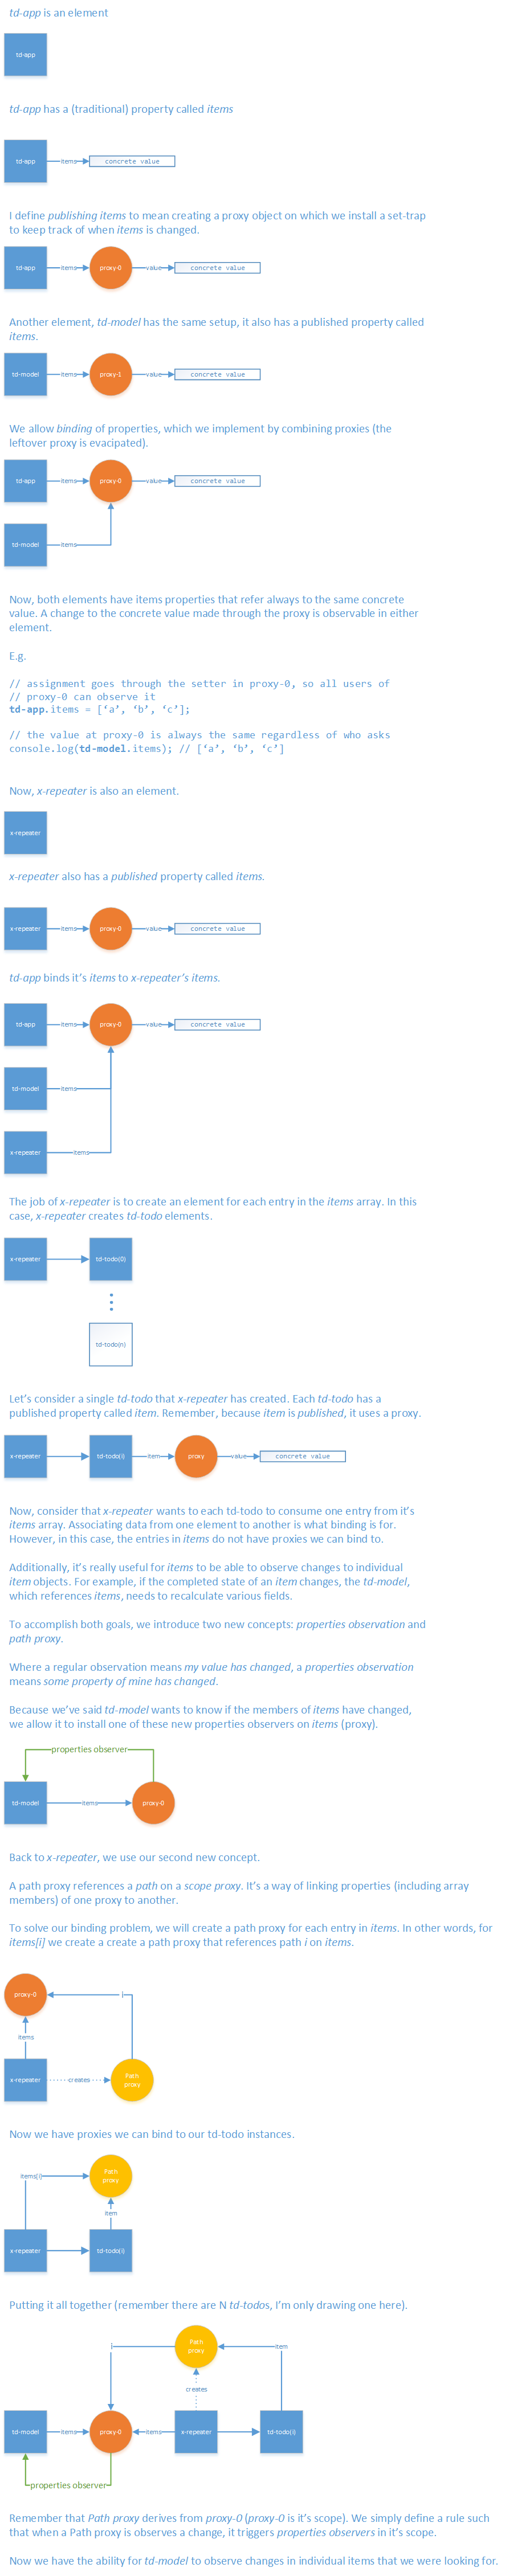 td-app is an element
td-app
td-app has a (traditional) property called items
td-app items concrete value
I define publishing items to mean creating a proxy object on which we install a set-trap
to keep track of when items is changed.
td-app items proxy-0 value concrete value
Another element, td-model has the same setup, it also has a published property called
items.
td-model items proxy-1 value concrete value
We allow binding of properties, which we implement by combining proxies (the
leftover proxy is evacipated).
td-app items proxy-0 value concrete value
td-model items
Now, both elements have items properties that refer always to the same concrete
value. A change to the concrete value made through the proxy is observable in either
element.
E.g.
// assignment goes through the setter in proxy-0, so all users of
// proxy-0 can observe it
td-app.items = [‘a’, ‘b’, ‘c’];
// the value at proxy-0 is always the same regardless of who asks
console.log(td-model.items); // [‘a’, ‘b’, ‘c’]
Now, x-repeater is also an element.
x-repeater
x-repeater also has a published property called items.
x-repeater items proxy-0 value concrete value
td-app binds it’s items to x-repeater’s items.
td-app items proxy-0 value concrete value
td-model items
x-repeater items
The job of x-repeater is to create an element for each entry in the items array. In this
case, x-repeater creates td-todo elements.
x-repeater td-todo(0)
td-todo(n)
Let’s consider a single td-todo that x-repeater has created. Each td-todo has a
published property called item. Remember, because item is published, it uses a proxy.
x-repeater td-todo(i) item proxy value concrete value
Now, consider that x-repeater wants to each td-todo to consume one entry from it’s
items array. Associating data from one element to another is what binding is for.
However, in this case, the entries in items do not have proxies we can bind to.
Additionally, it’s really useful for items to be able to observe changes to individual
item objects. For example, if the completed state of an item changes, the td-model,
which references items, needs to recalculate various fields.
To accomplish both goals, we introduce two new concepts: properties observation and
path proxy.
Where a regular observation means my value has changed, a properties observation
means some property of mine has changed.
Because we’ve said td-model wants to know if the members of items have changed,
we allow it to install one of these new properties observers on items (proxy).
properties observer
td-model items proxy-0
Back to x-repeater, we use our second new concept.
A path proxy references a path on a scope proxy. It’s a way of linking properties (including array
members) of one proxy to another.
To solve our binding problem, we will create a path proxy for each entry in items. In other words, for
items[i] we create a create a path proxy that references path i on items.
proxy-0 i
items
x-repeater creates Path
proxy
Now we have proxies we can bind to our td-todo instances.
items[i] Path
proxy
item
x-repeater td-todo(i)
Putting it all together (remember there are N td-todos, I’m only drawing one here).
i Path
proxy item
creates
td-model items proxy-0 items x-repeater td-todo(i)
properties observer
Remember that Path proxy derives from proxy-0 (proxy-0 is it’s scope). We simply define a rule such
that when a Path proxy is observes a change, it triggers properties observers in it’s scope.
Now we have the ability for td-model to observe changes in individual items that we were looking for.